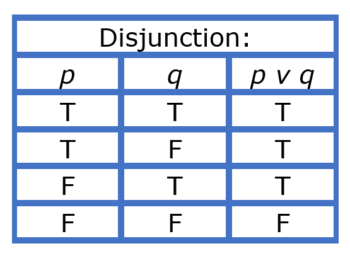 Disjunction:
p q p v q
T T T
T F T
F T T
F F F